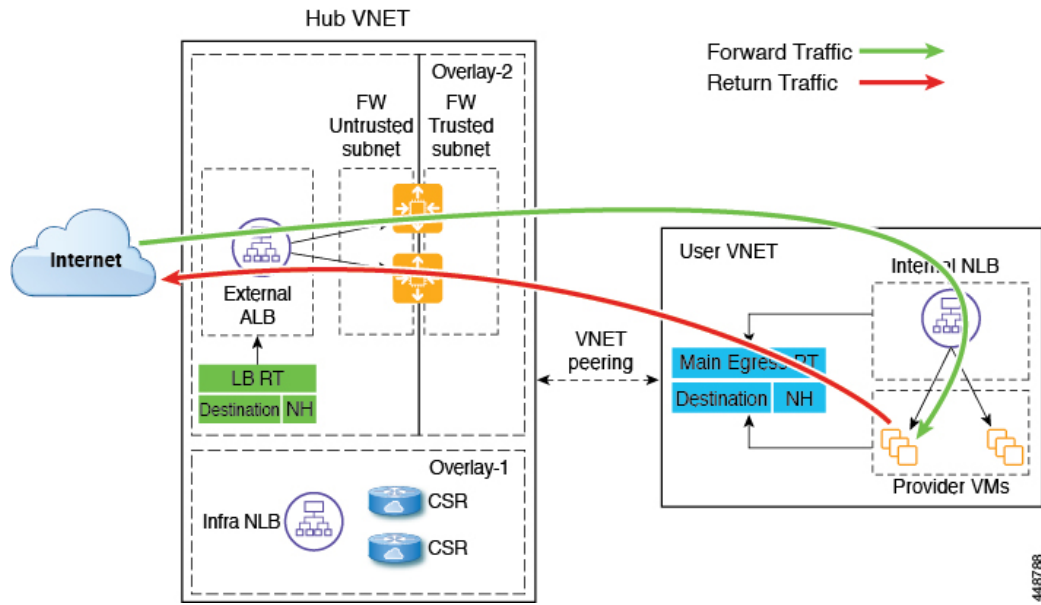 Hub VNET
Forward Traffic
Return Traffic
Overlay-2
FW
Untrusted
subnet
FW
Trusted
subnet
Internet
External
ALB
LB RT
Destination
NH
VNET
peering
User VNET
Internal NLB
Main Egress RT
Destination
NH
Provider VMs
Overlay-1
Infra NLB
CSR
CSR
448788